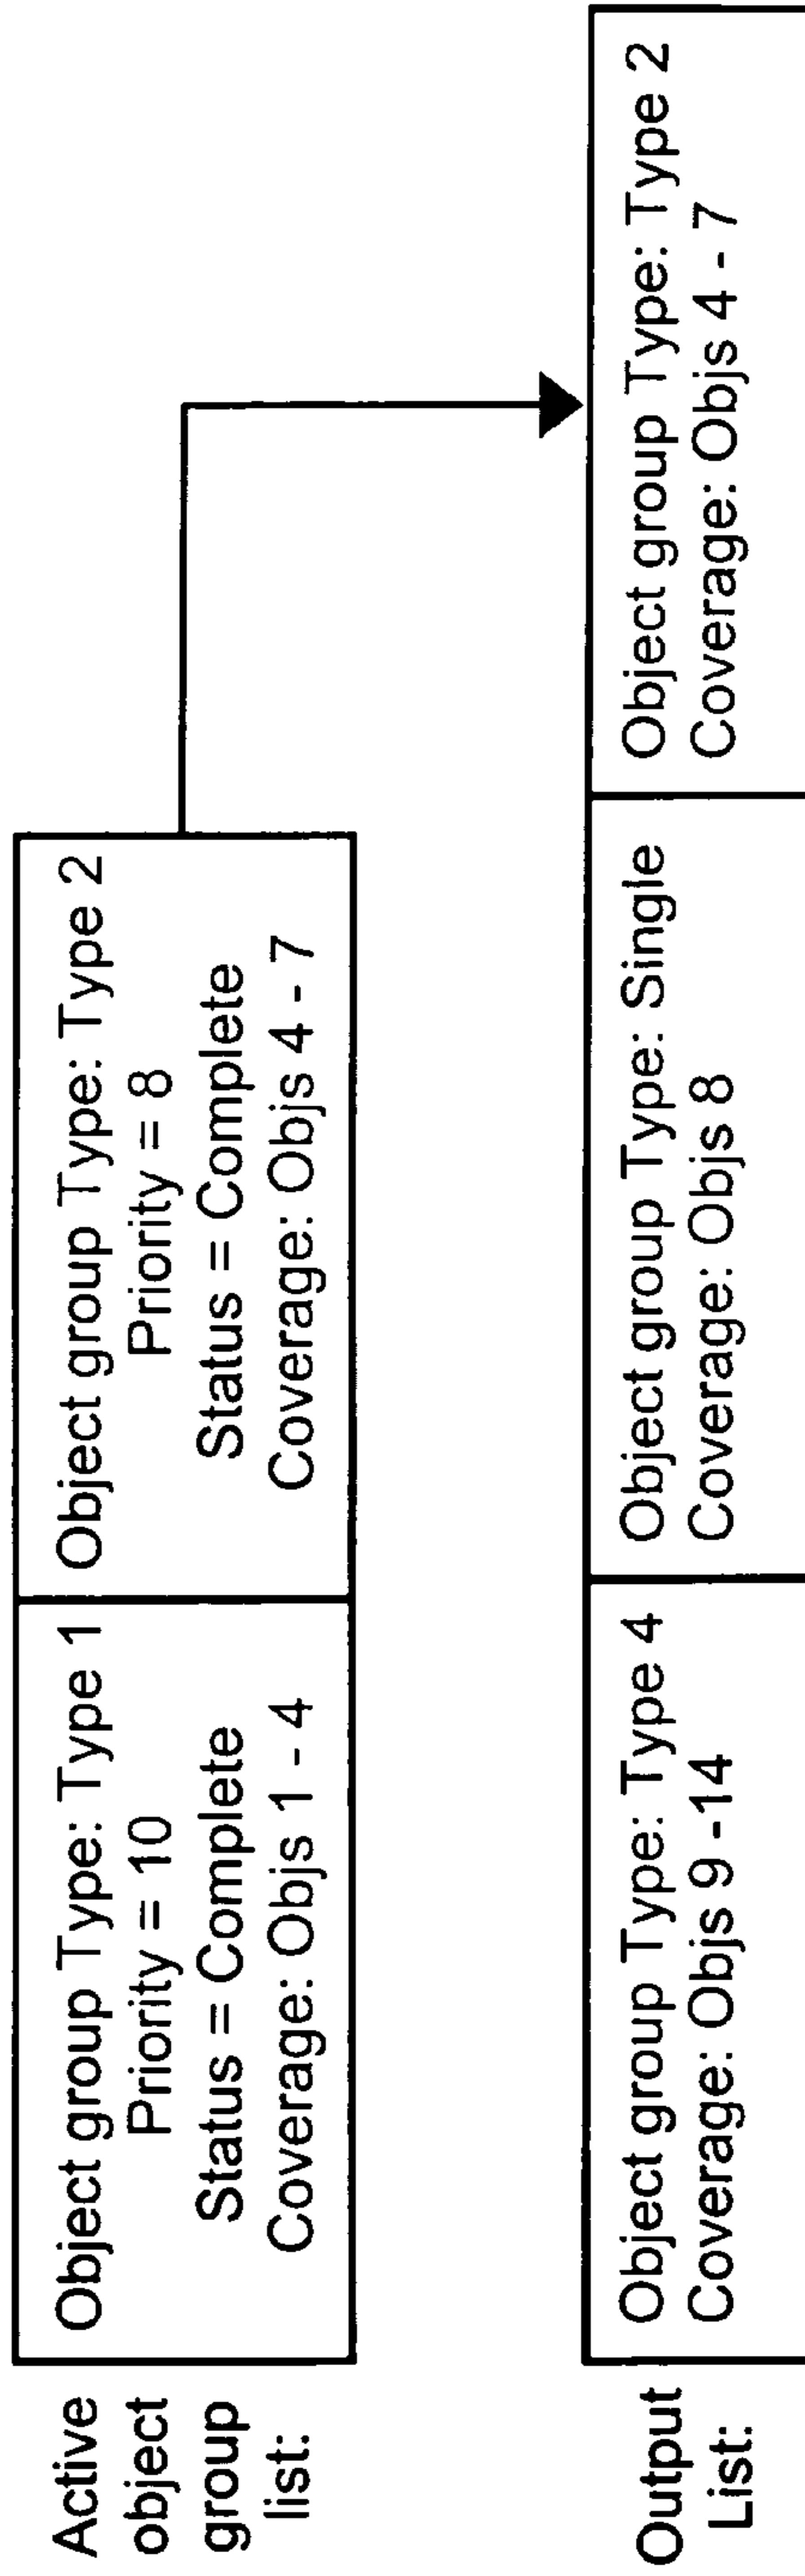 Active
object
group
list:
Object group Type: Type 1
Priority = 10
Status = Complete
Coverage: Objs 1 - 4
Object group Type: Type 2
Priority = 8
Status = Complete
Coverage: Objs 4 - 7
Output
List:
Object group Type: Type 4
Coverage: Objs 9 -14
Object group Type: Single
Coverage: Objs 8
Object group Type: Type 2
Coverage: Objs 4 - 7